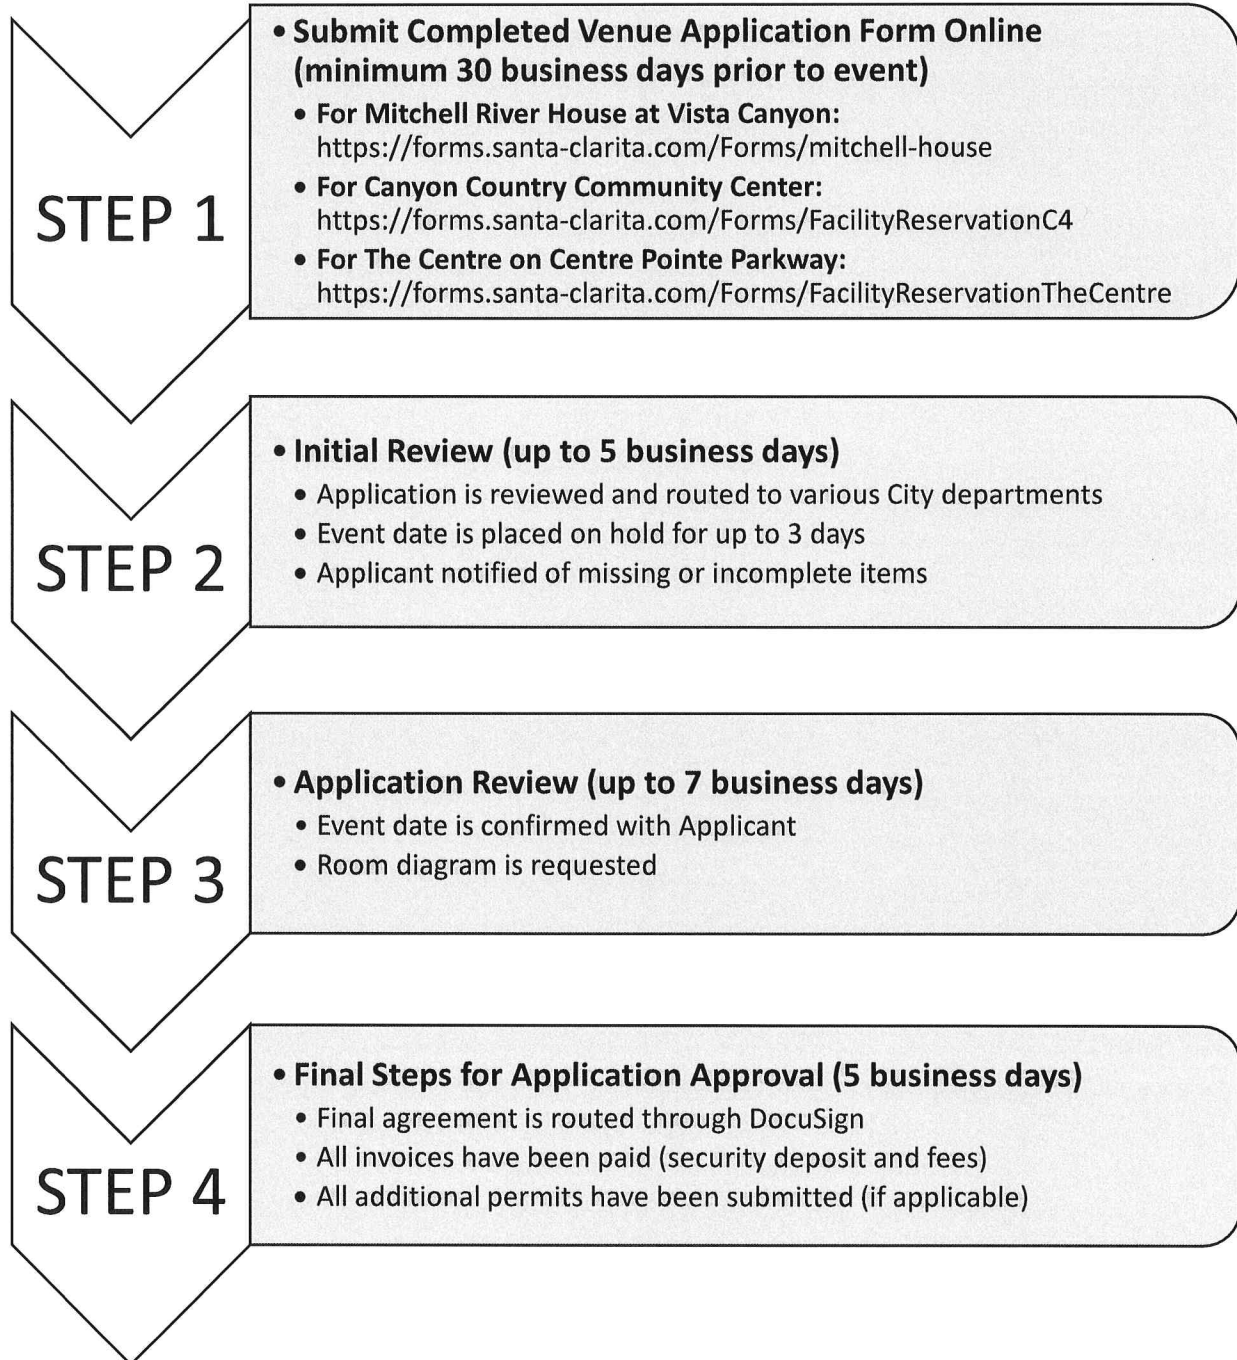 STEP 1
• Submit Completed Venue Application Form Online
(minimum 30 business days prior to event)
• For Mitchell River House at Vista Canyon:
https://forms.santa-clarita.com/Forms/mitchell-house
• For Canyon Country Community Center:
https://forms.santa-clarita.com/Forms/FacilityReservationC4
• For The Centre on Centre Pointe Parkway:
https://forms.santa-clarita.com/Forms/FacilityReservationTheCentre
STEP 2
• Initial Review (up to 5 business days)
• Application is reviewed and routed to various City departments
• Event date is placed on hold for up to 3 days
• Applicant notified of missing or incomplete items
STEP 3
• Application Review (up to 7 business days)
• Event date is confirmed with Applicant
• Room diagram is requested
STEP 4
• Final Steps for Application Approval (5 business days)
• Final agreement is routed through DocuSign
• All invoices have been paid (security deposit and fees)
• All additional permits have been submitted (if applicable)